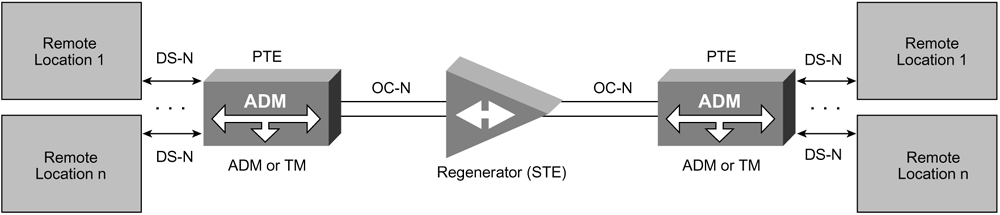 Remote
Location 1
DS-N
PTE
ADM
. . .
OC-N
OC-N
PTE
ADM
DS-N
. . .
Remote
Location 1
Remote
Location n
DS-N
ADM or TM
Regenerator (STE)
ADM or TM
DS-N
Remote
Location n